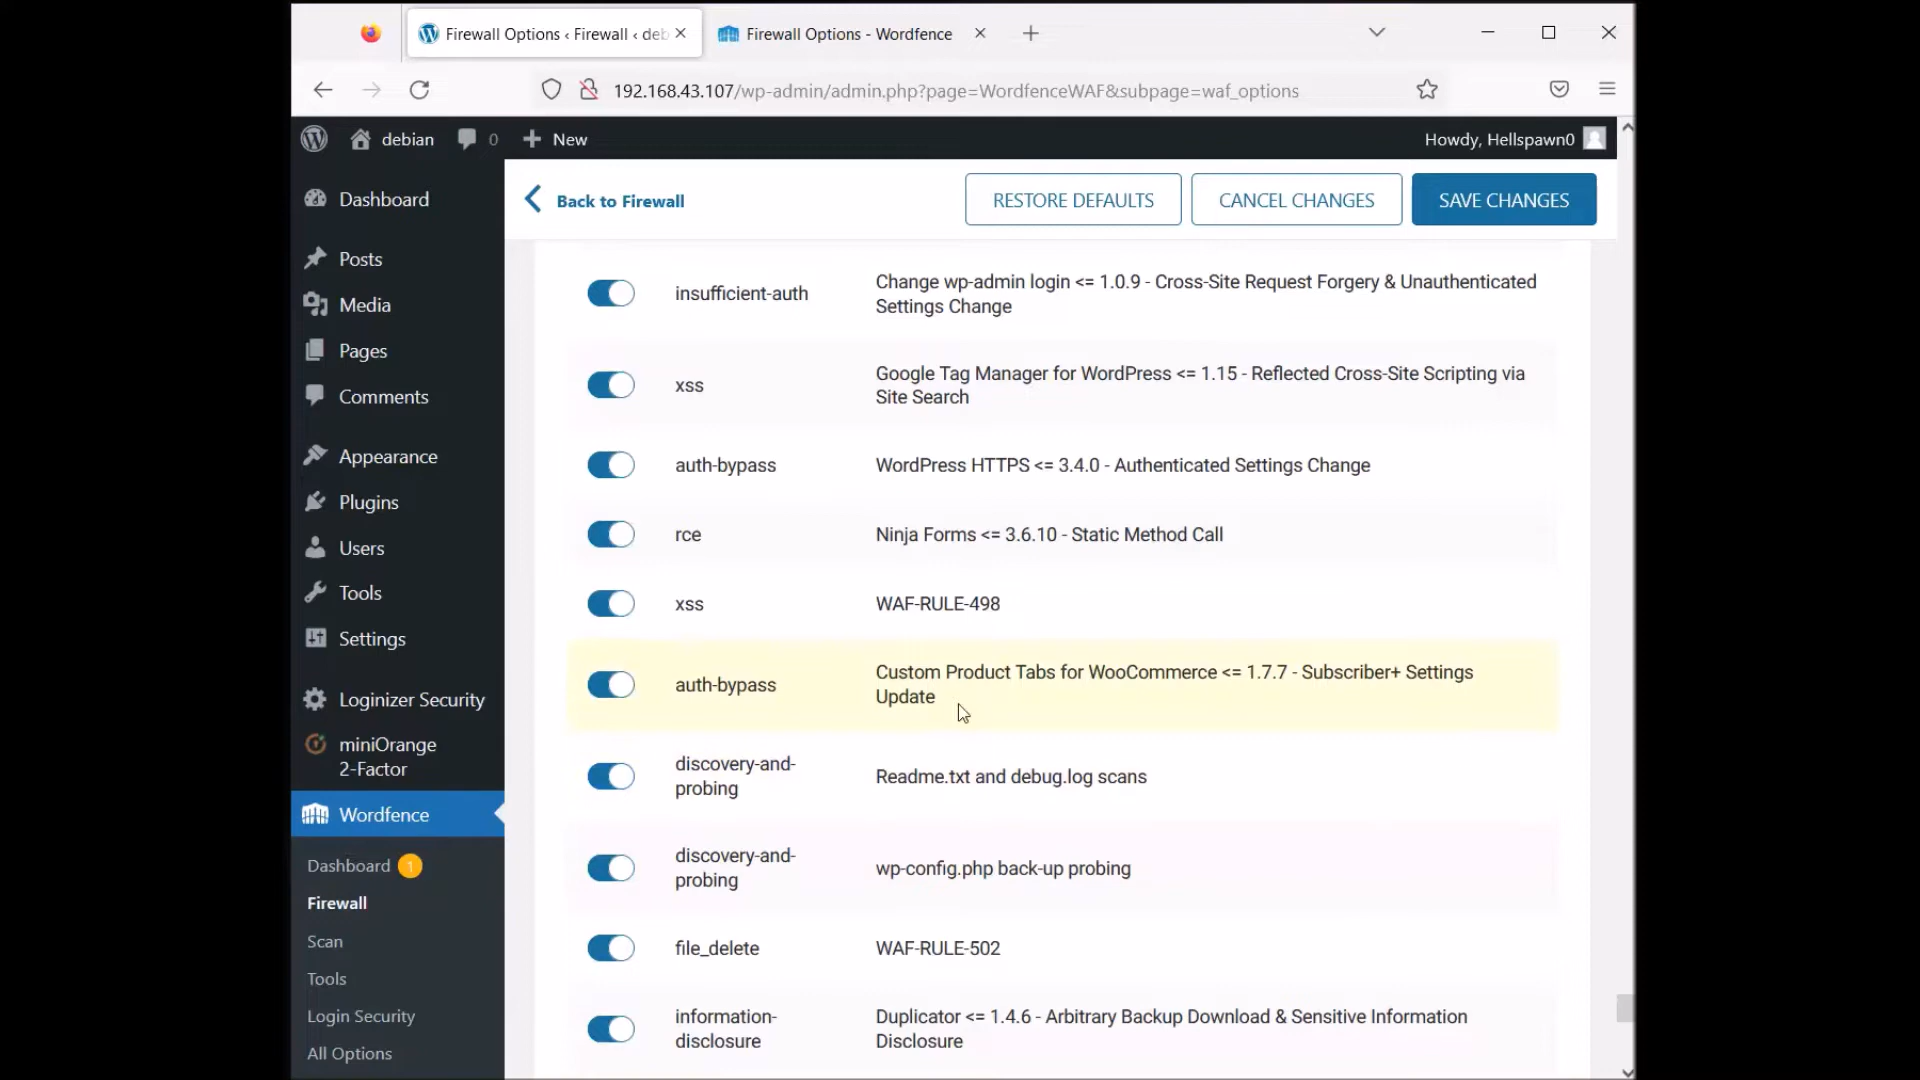 Firewall Options ‹ Firewall ‹ deb
Firewall Options - Wordfence
192.168.43.107/wp-admin/admin.php?page=WordfenceWAF&subpage=waf_options
debian
0
New
Howdy, Hellspawn0
Dashboard
Posts
Media
Pages
Comments
Appearance
Plugins
Users
Tools
Settings
Loginizer Security
miniOrange
2-Factor
Wordfence
Dashboard 1
Firewall
Scan
Tools
Login Security
All Options
Back to Firewall
RESTORE DEFAULTS
CANCEL CHANGES
SAVE CHANGES
insufficient-auth
Change wp-admin login <= 1.0.9 - Cross-Site Request Forgery & Unauthenticated
Settings Change
xss
Google Tag Manager for WordPress <= 1.15 - Reflected Cross-Site Scripting via
Site Search
auth-bypass
WordPress HTTPS <= 3.4.0 - Authenticated Settings Change
rce
Ninja Forms <= 3.6.10 - Static Method Call
xss
WAF-RULE-498
auth-bypass
Custom Product Tabs for WooCommerce <= 1.7.7 - Subscriber+ Settings
Update
discovery-and-
probing
Readme.txt and debug.log scans
discovery-and-
probing
wp-config.php back-up probing
file_delete
WAF-RULE-502
information-
disclosure
Duplicator <= 1.4.6 - Arbitrary Backup Download & Sensitive Information
Disclosure